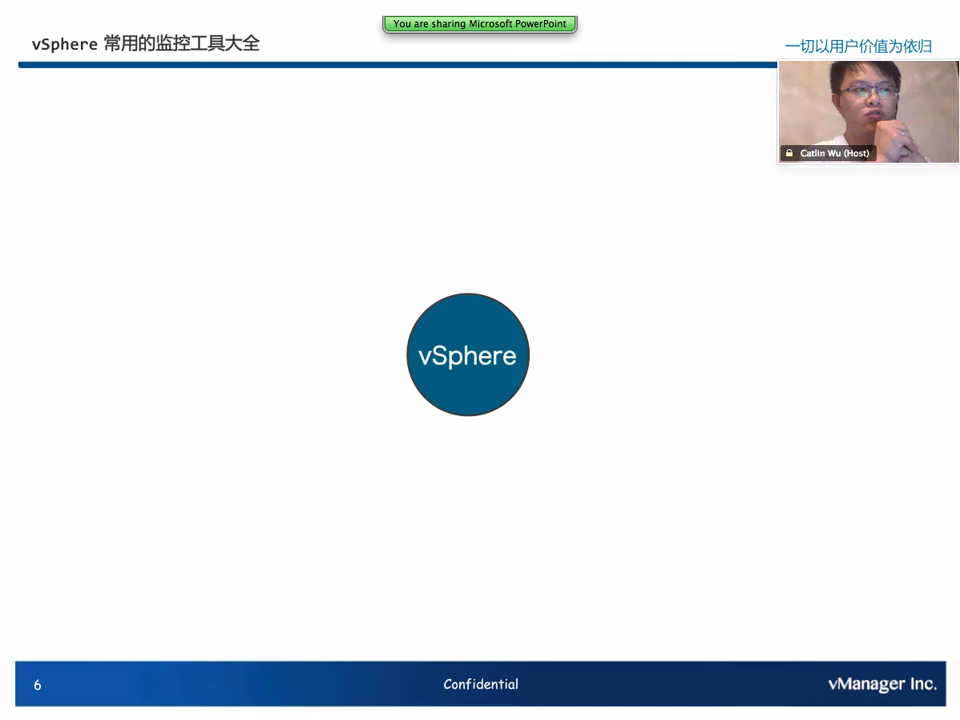 You are sharing Microsoft PowerPoint
vSphere 常用的监控工具大全
一切以用户价值为依归
Catlin Wu (Host)
vSphere
6
Confidential
vManager Inc.